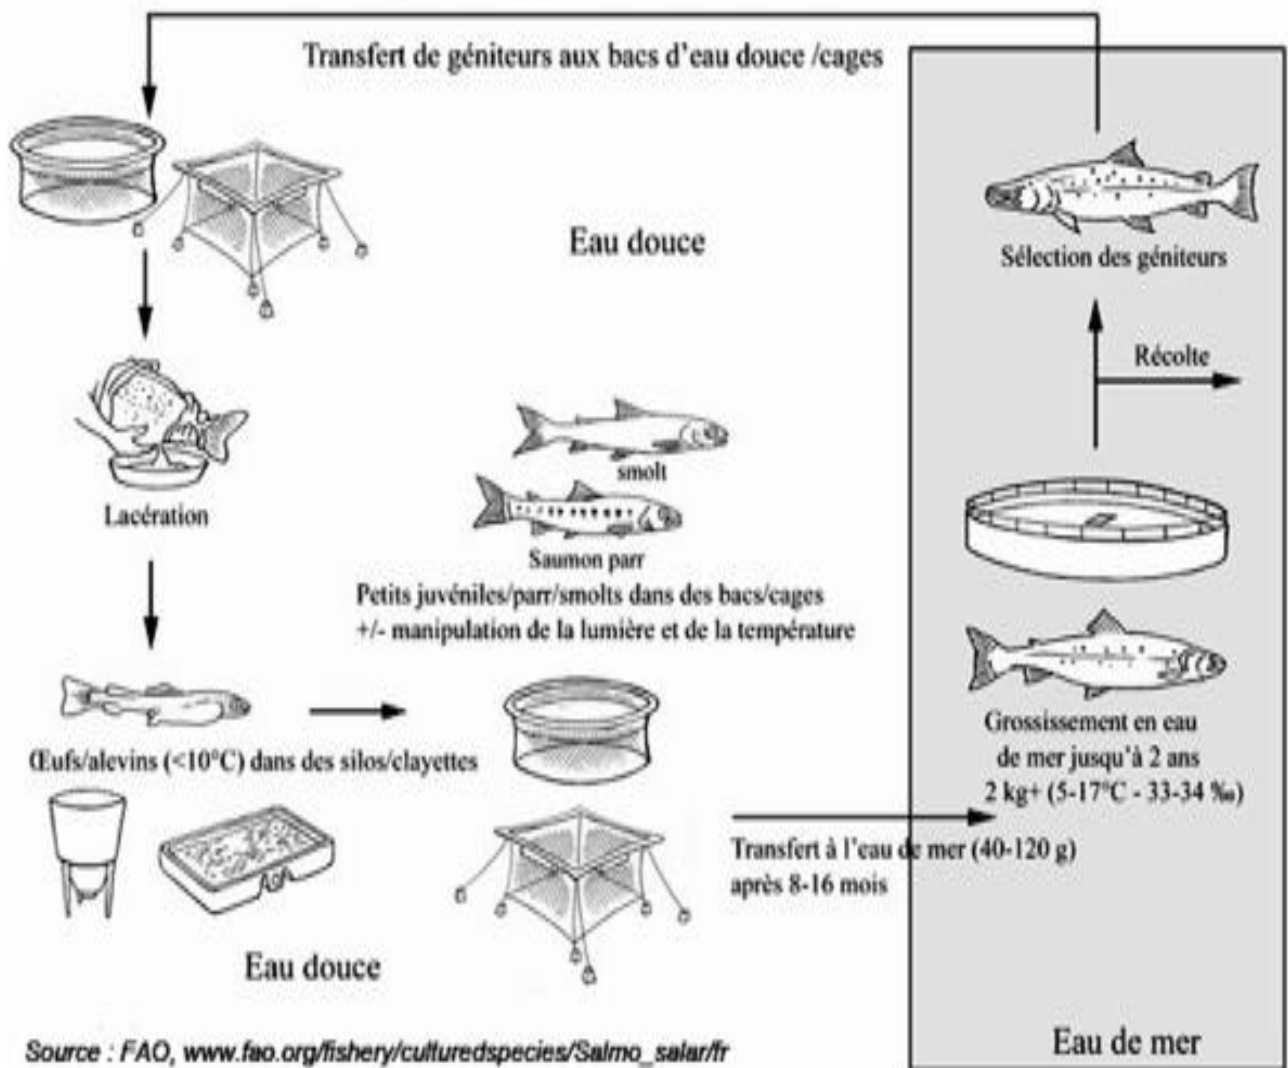 Transfert de géniteurs aux bacs d'eau douce /cages
Eau douce
Sélection des géniteurs
Récolte
Lacération
smolt
Saumon parr
Petits juvéniles/parr/smolts dans des bacs/cages
+/- manipulation de la lumière et de la température
Œufs/alevins (<10°C) dans des silos/clayettes
Grossissement en eau
de mer jusqu'à 2 ans
2 kg+ (5-17°C - 33-34 ‰)
Transfert à l'eau de mer (40-120 g)
après 8-16 mois
Eau douce
Eau de mer
Source : FAO, www.fao.org/fishery/culturedspecies/Salmo_salar/fr